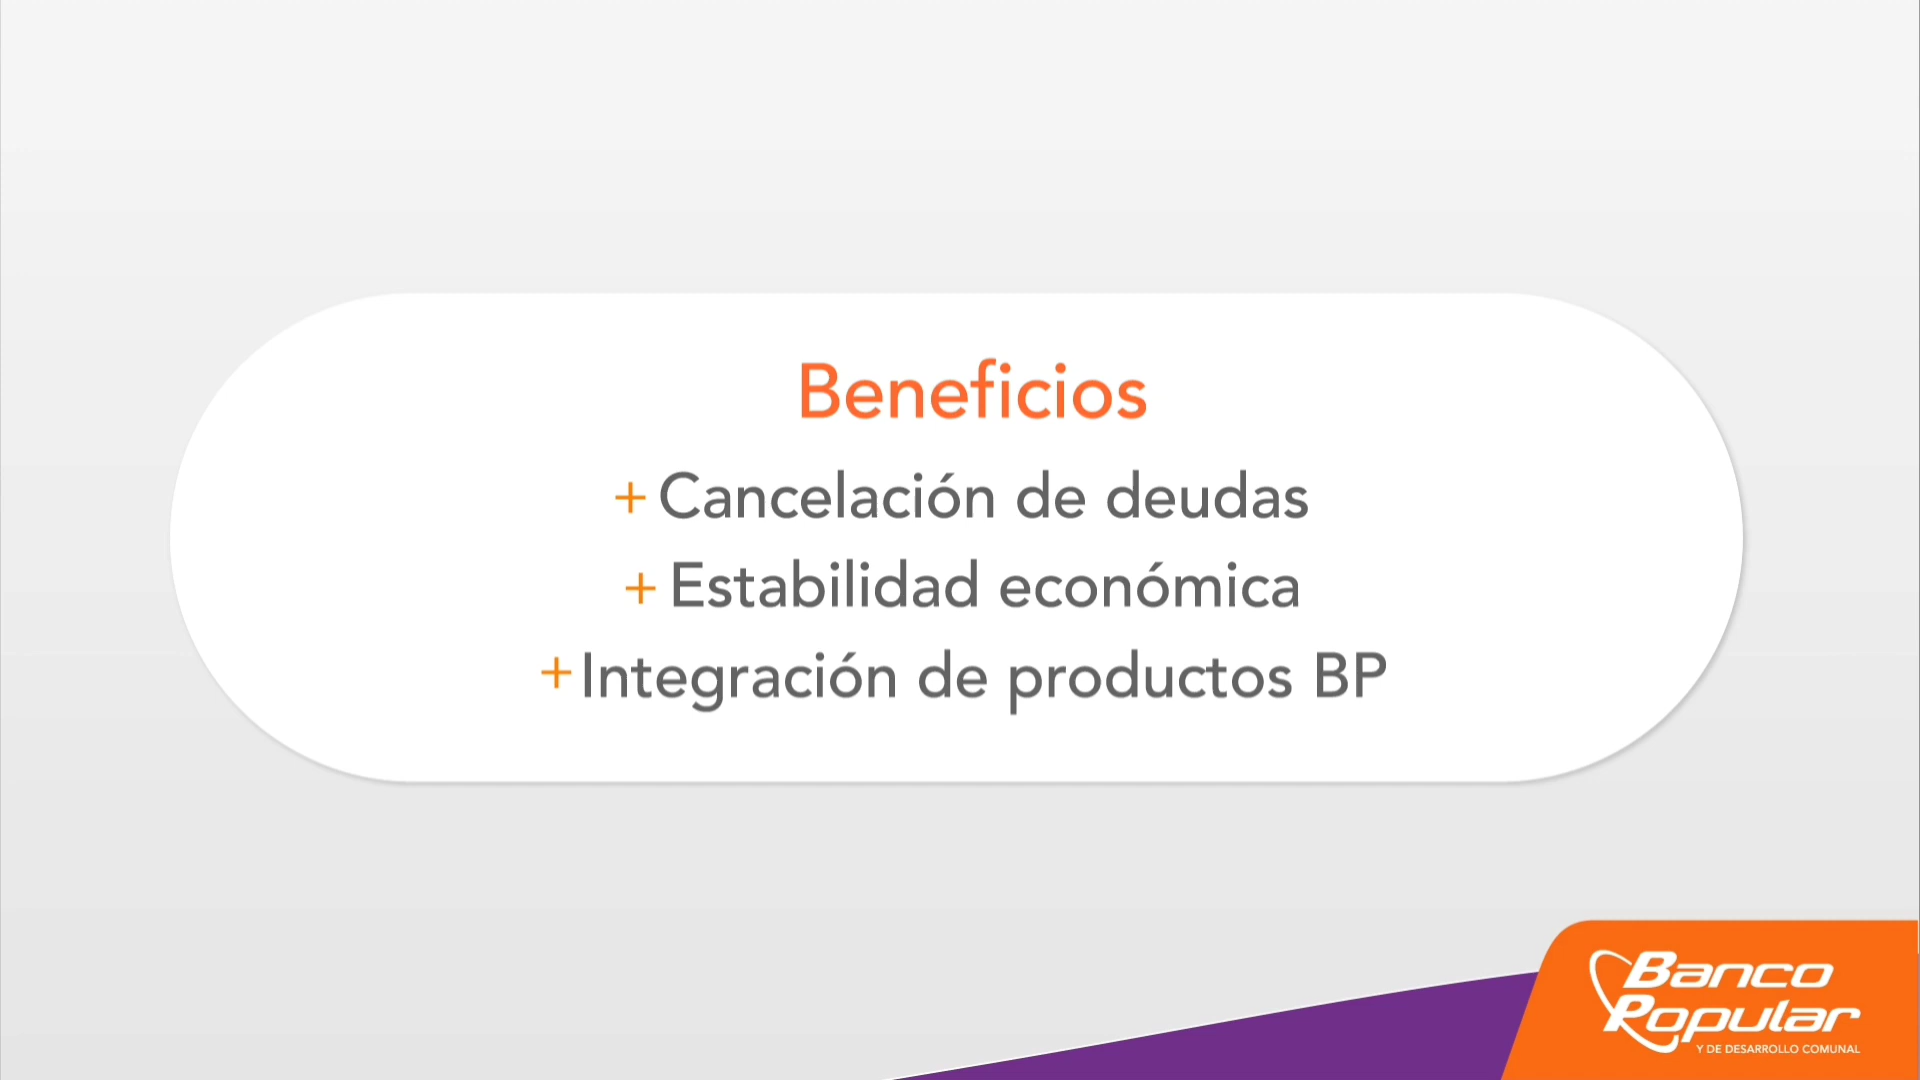 Beneficios
+ Cancelación de deudas
+ Estabilidad económica
+ Integración de productos BP
Banco
Popular
Y DE DESARROLLO COMUNAL